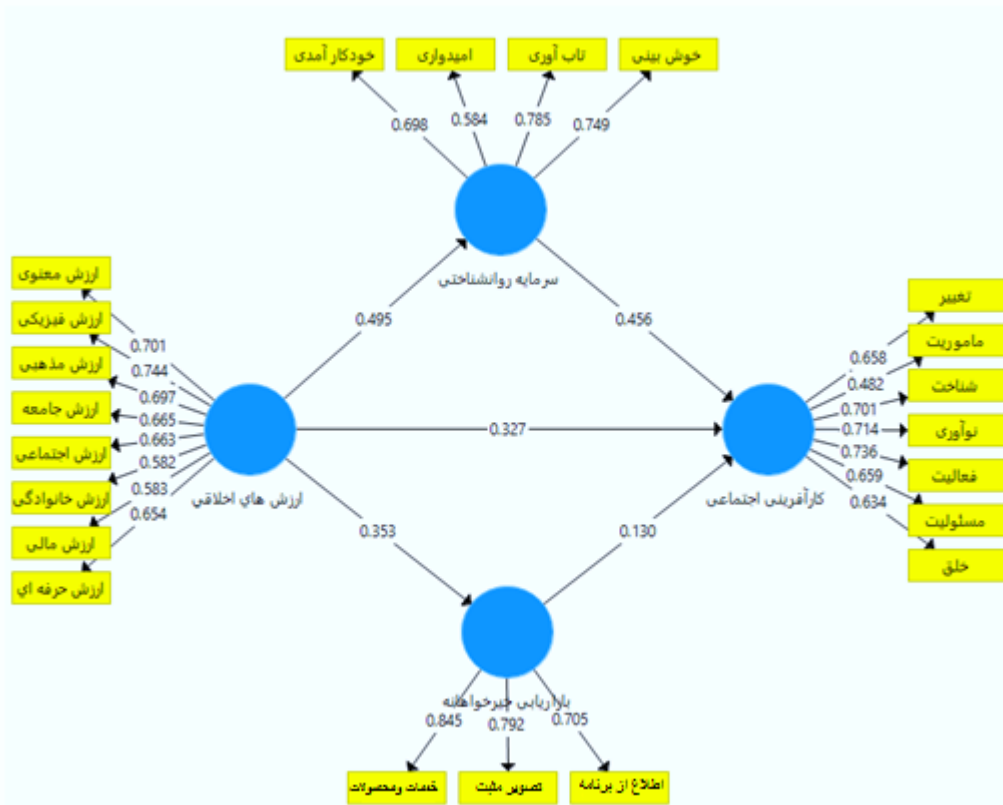 خودکار آمدی
امیدواری
تاب آوری
خوش بینی
0.698
0.584
0.785
0.749
سرمایه روانشناختی
0.495
0.456
ارزش معنوی
ارزش فیزیکی
ارزش مذهبی
ارزش جامعه
ارزش اجتماعی
ارزش خانوادگی
ارزش مالی
ارزش حرفه اي
0.701
0.744
0.697
0.665
0.663
0.582
0.583
0.654
ارزش هاي اخلاقي
0.327
کارآفرینی اجتماعی
0.658
0.482
0.701
0.714
0.736
0.659
0.634
تغییر
ماموریت
شناخت
نوآوری
فعالیت
مسئولیت
خلق
0.353
0.130
بازاریابی خیرخواهانه
0.845
0.792
0.705
خدمات ومحصولات
تصویر مثبت
اطلاع از برنامه